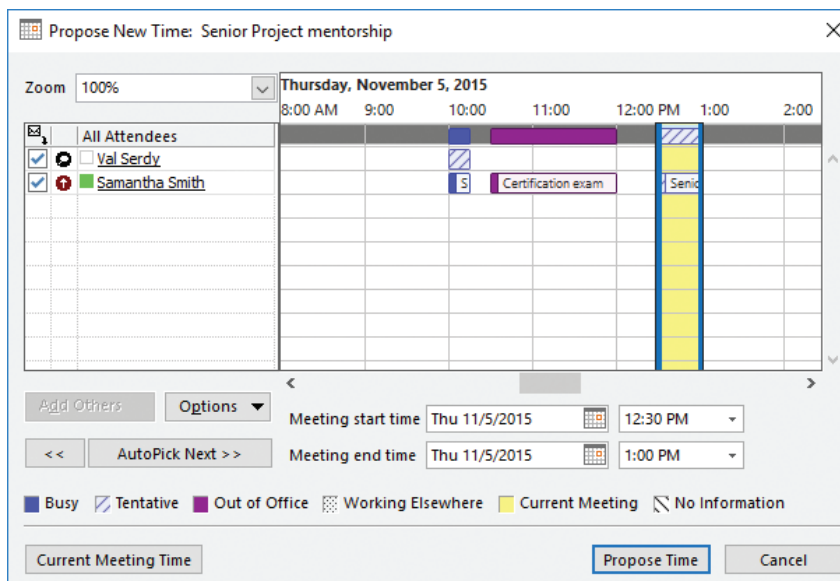 Propose New Time: Senior Project mentorship
Zoom 100%
Thursday, November 5, 2015
8:00 AM 9:00 10:00 11:00 12:00 PM 1:00 2:00
All Attendees
Val Serdy
Samantha Smith S Certification exam Senio
Add Others Options
Meeting start time Thu 11/5/2015 12:30 PM
<< AutoPick Next >> Meeting end time Thu 11/5/2015 1:00 PM
Busy Tentative Out of Office Working Elsewhere Current Meeting No Information
Current Meeting Time Propose Time Cancel